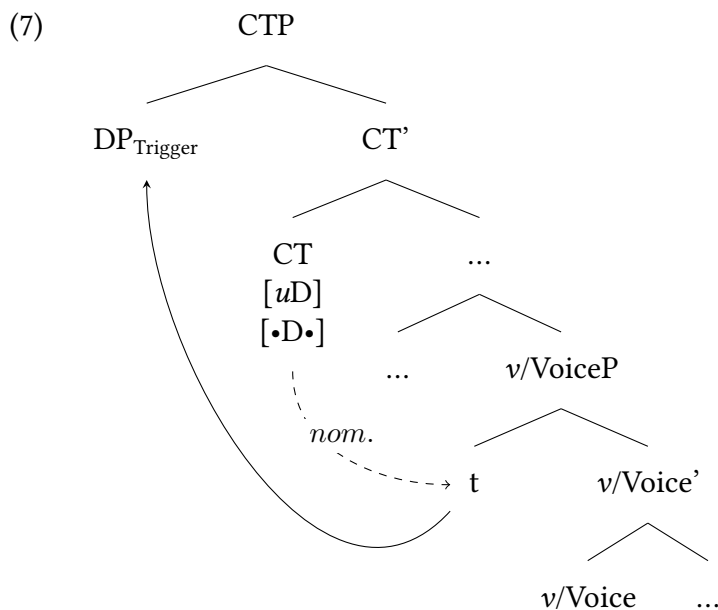 (7) CTP
DP_Trigger CT’
CT ...
[uD]
[•D•]
... v/VoiceP
nom.
t v/Voice’
v/Voice ...